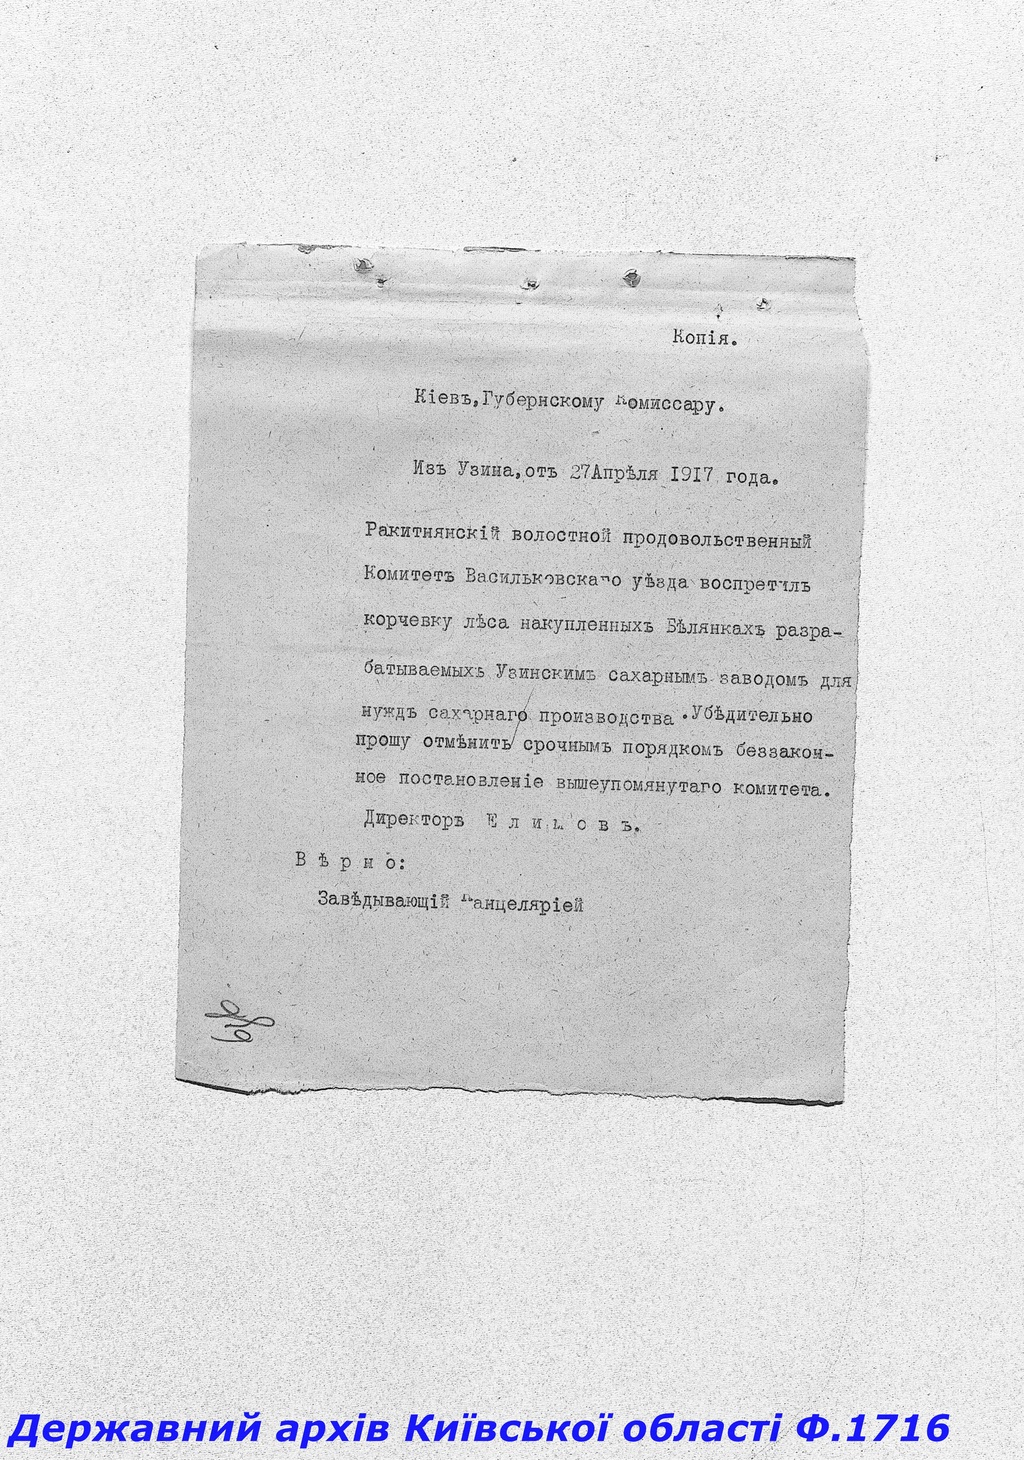 Копія.
Кіевъ,Губернскому Комиссару.
Изъ Узина,отъ 27Апрѣля 1917 года.
Ракитнянскій волостной продовольственный
Комитетъ Васильковскаго уѣзда воспретилъ
корчевку лѣса накупленныхъ Бѣлянкахъ разра-
батываемыхъ Узинскимъ сахарнымъ заводомъ для
нуждъ сахарнаго производства.Убѣдительно
прошу отмѣнить срочнымъ порядкомъ беззакон-
ное постановленіе вышеупомянутаго комитета.
Директоръ
В ѣ р н о:
Завѣдывающій Канцеляріей
Державний архів Київської області Ф.1716